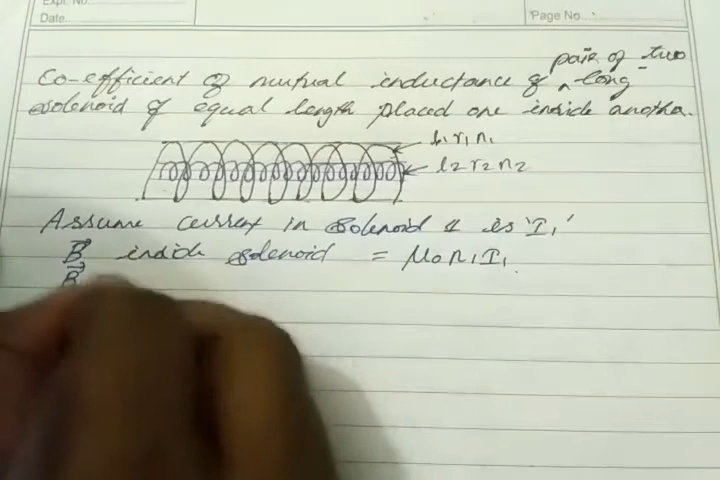 Expt. No.
Date..
Page No...
pair of two
Co-efficient of mutual inductance of ^ long
solenoid of equal length placed one inside another.
l₁ r₁ n₁
l₂ r₂ n₂
Assume current in solenoid 1 is 'I₁'
B⃗ inside solenoid = μ₀ n₁ I₁.
B⃗